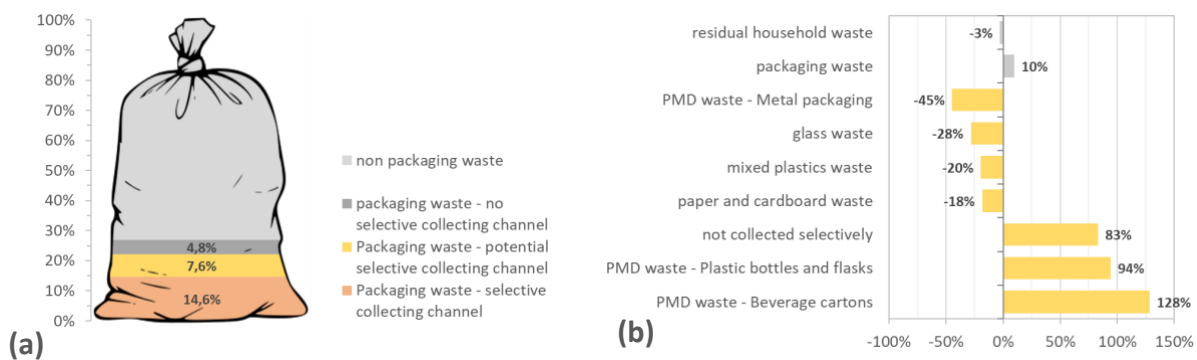 100%
90%
80%
70%
60%
50%
40%
30%
20%
10%
0%
4,8%
7,6%
14,6%
non packaging waste
packaging waste - no
selective collecting channel
Packaging waste - potential
selective collecting channel
Packaging waste - selective
collecting channel
(a)
residual household waste -3%
packaging waste 10%
PMD waste - Metal packaging -45%
glass waste -28%
mixed plastics waste -20%
paper and cardboard waste -18%
not collected selectively 83%
PMD waste - Plastic bottles and flasks 94%
PMD waste - Beverage cartons 128%
-100% -50% 0% 50% 100% 150%
(b)